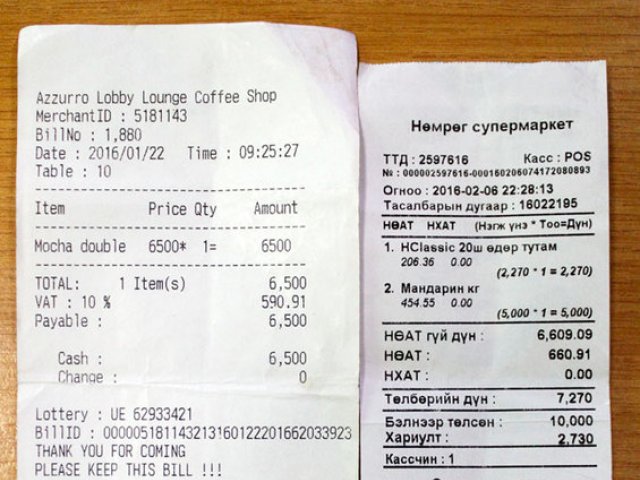 Azzurro Lobby Lounge Coffee Shop
MerchantID : 5181143
BillNo : 1,880
Date : 2016/01/22 Time : 09:25:27
Table : 10
Item Price Qty Amount
Mocha double 6500* 1= 6500
TOTAL: 1 Item(s) 6,500
VAT : 10 % 590.91
Payable : 6,500
Cash : 6,500
Change : 0
Lottery : UE 62933421
BillID : 000005181143213160122201662033923
THANK YOU FOR COMING
PLEASE KEEP THIS BILL !!!
Нөмрөг супермаркет
ТТД : 2597616 Касс : POS
№ : 000002597616-000160206074172080893
Огноо : 2016-02-06 22:28:13
Тасалбарын дугаар : 16022195
НӨАТ НХАТ (Нэгж үнэ * Тоо=Дүн)
1. HClassic 20ш өдөр тутам
206.36 0.00
(2,270 * 1 = 2,270)
2. Мандарин кг
454.55 0.00
(5,000 * 1 = 5,000)
НӨАТ гүй дүн : 6,609.09
НӨАТ : 660.91
НХАТ : 0.00
Төлбөрийн дүн : 7,270
Бэлнээр төлсөн : 10,000
Хариулт : 2,730
Кассчин : 1